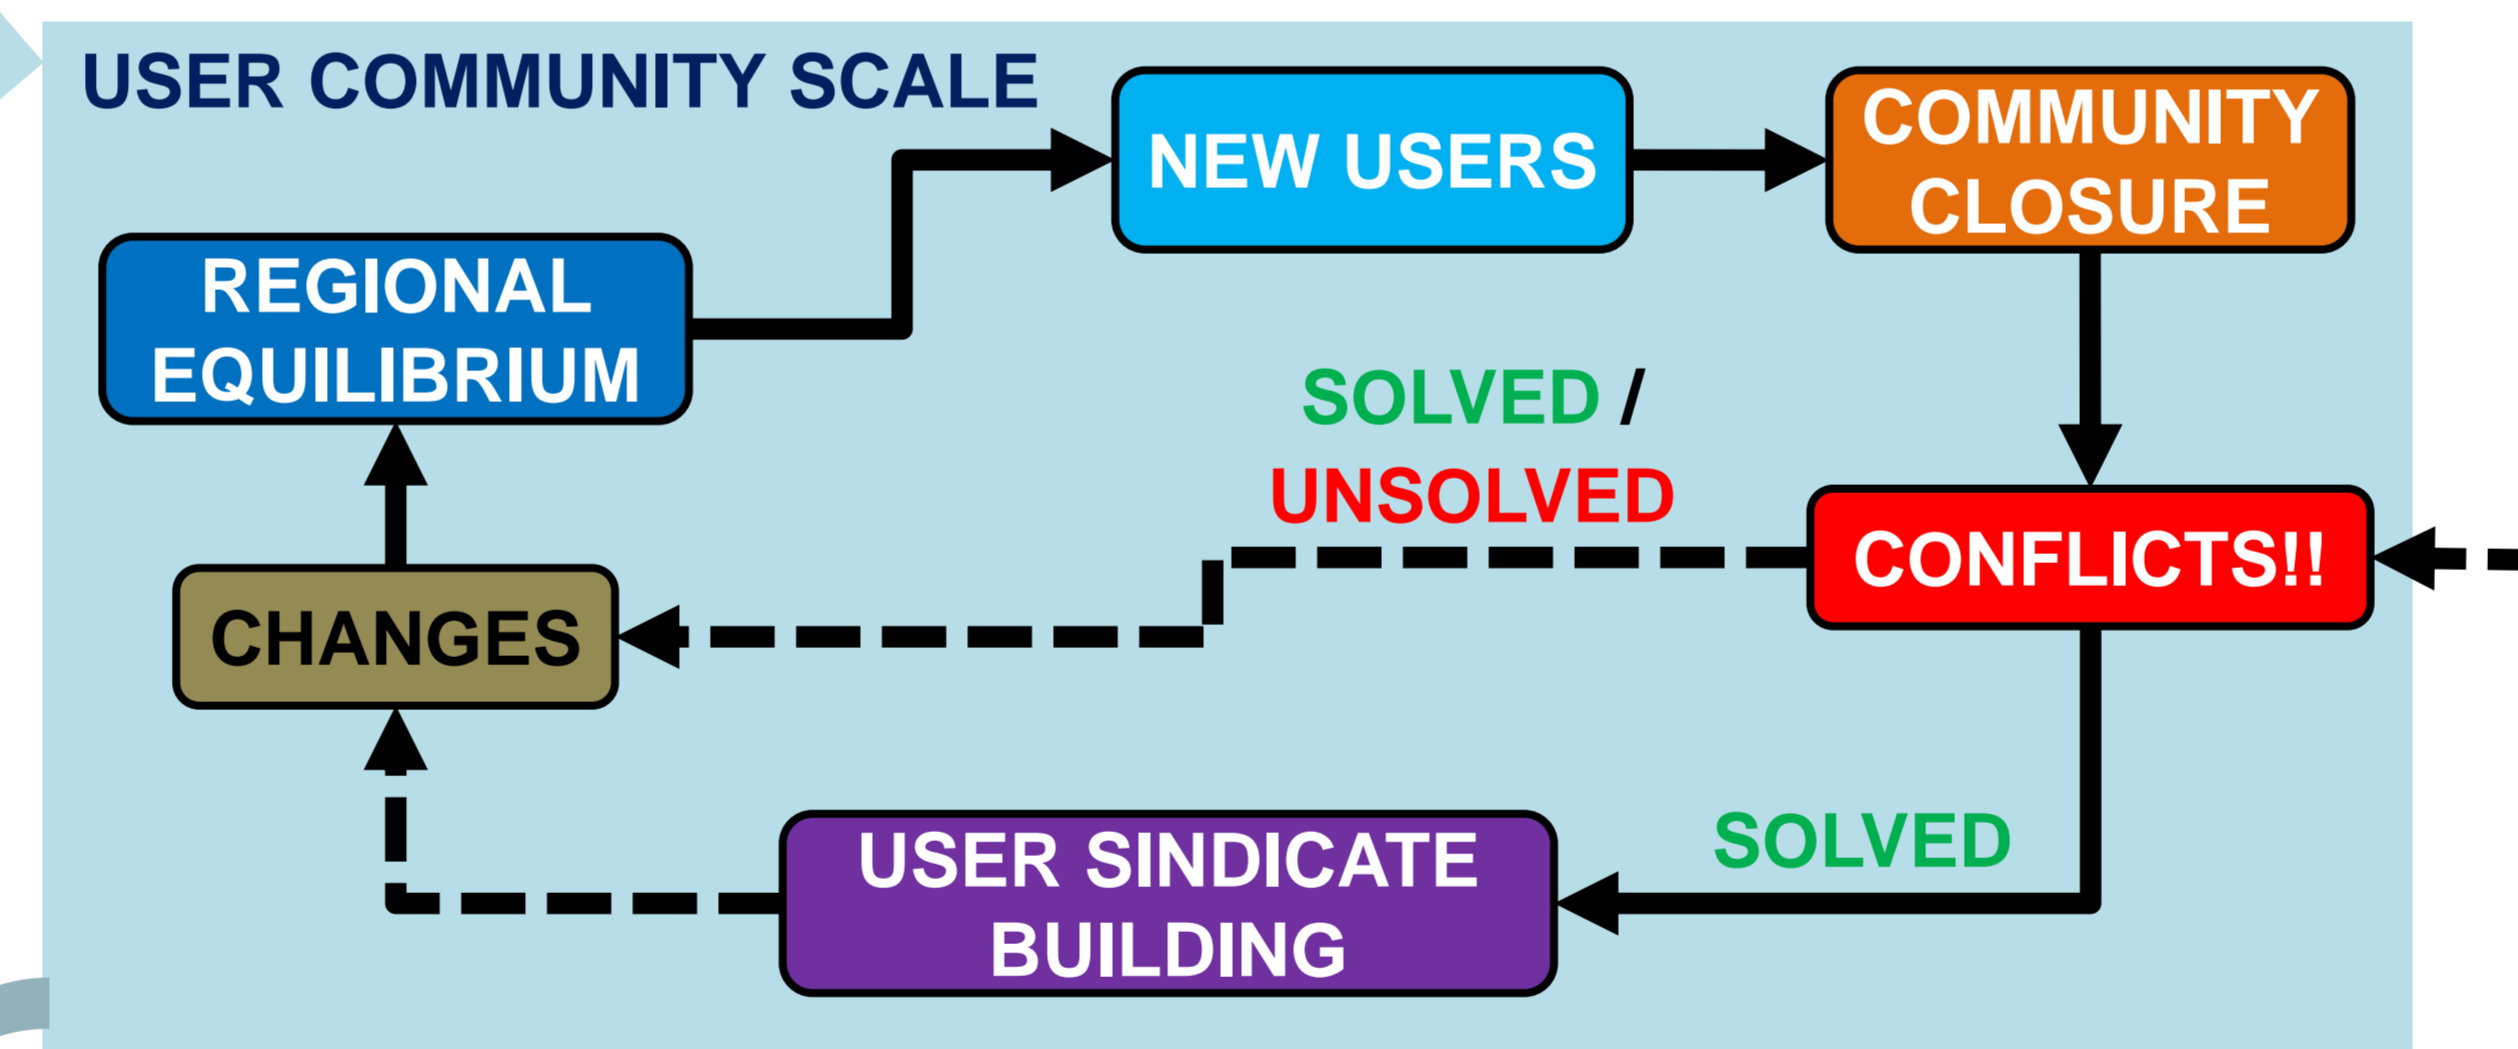 USER COMMUNITY SCALE
NEW USERS
COMMUNITY
CLOSURE
REGIONAL
EQUILIBRIUM
SOLVED /
UNSOLVED
CONFLICTS!!
CHANGES
USER SINDICATE
BUILDING
SOLVED